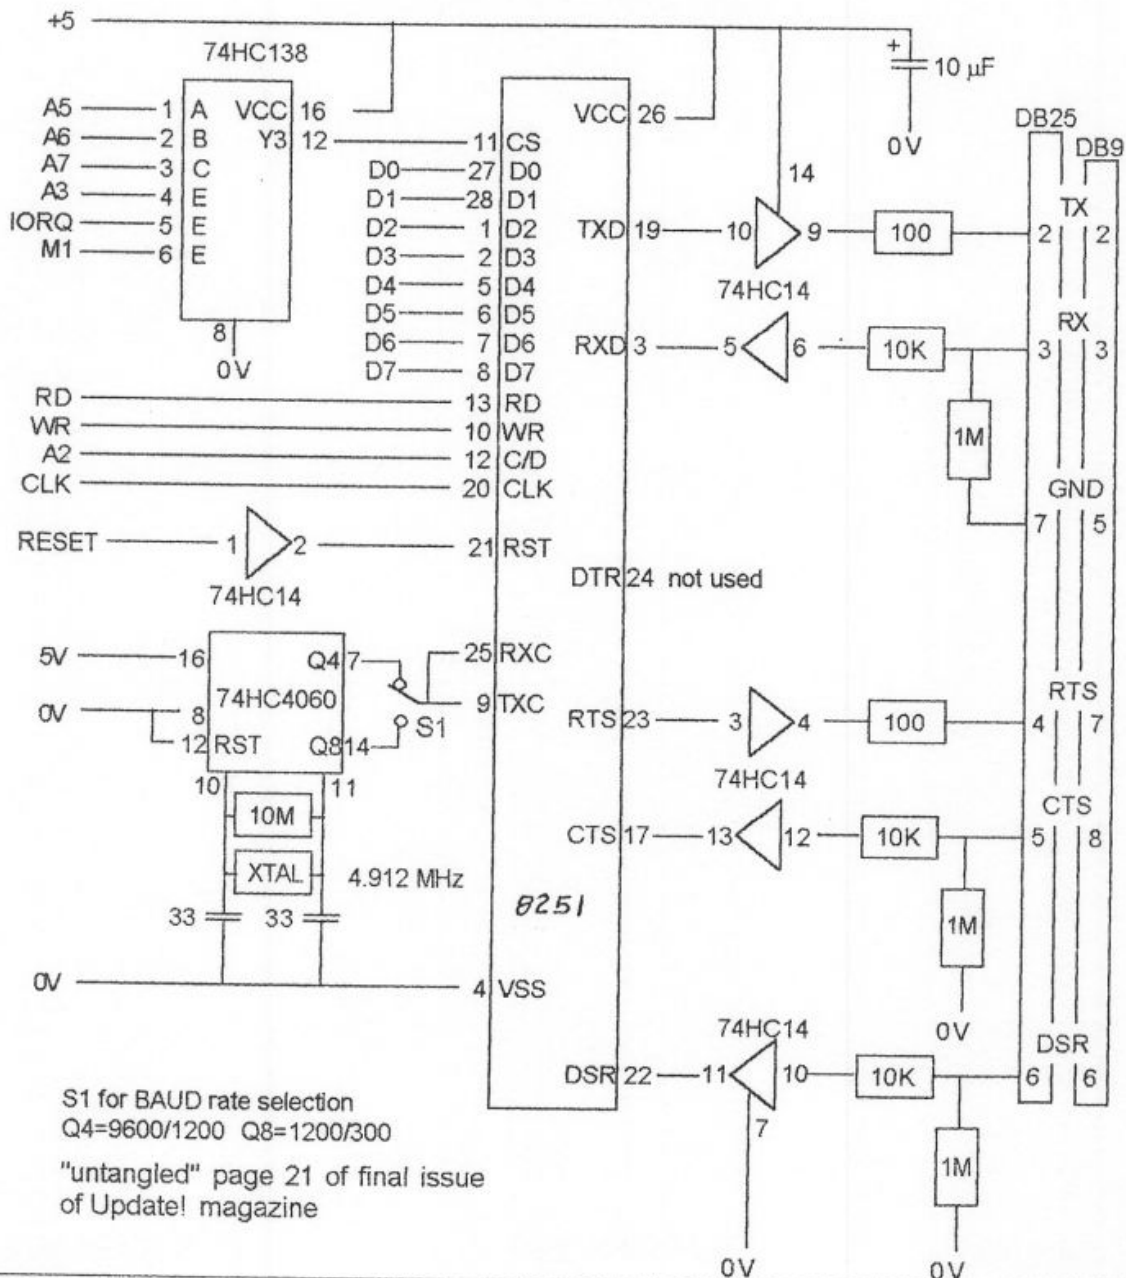 +5
74HC138
10 µF
0V
A5 1 A VCC 16
A6 2 B Y3 12
A7 3 C
A3 4 E
IORQ 5 E
M1 6 E
8
0V
VCC 26
11 CS
D0 27 D0
D1 28 D1
D2 1 D2
D3 2 D3
D4 5 D4
D5 6 D5
D6 7 D6
D7 8 D7
RD 13 RD
WR 10 WR
A2 12 C/D
CLK 20 CLK
RESET 1 2 21 RST
74HC14
DB25
DB9
14
TX
TXD 19 10 9 100 2 2
74HC14
RX
RXD 3 5 6 10K 3 3
1M
GND
7 5
DTR 24 not used
5V 16 Q4 7 25 RXC
74HC4060
0V 8 9 TXC
12 RST Q8 14 S1
10 11
10M
XTAL 4.912 MHz
33 33
0V 4 VSS
RTS
RTS 23 3 4 100 4 7
74HC14
CTS
CTS 17 13 12 10K 5 8
8251
1M
0V
74HC14
DSR
DSR 22 11 10 10K 6 6
7
1M
0V 0V
S1 for BAUD rate selection
Q4=9600/1200 Q8=1200/300
"untangled" page 21 of final issue
of Update! magazine
+